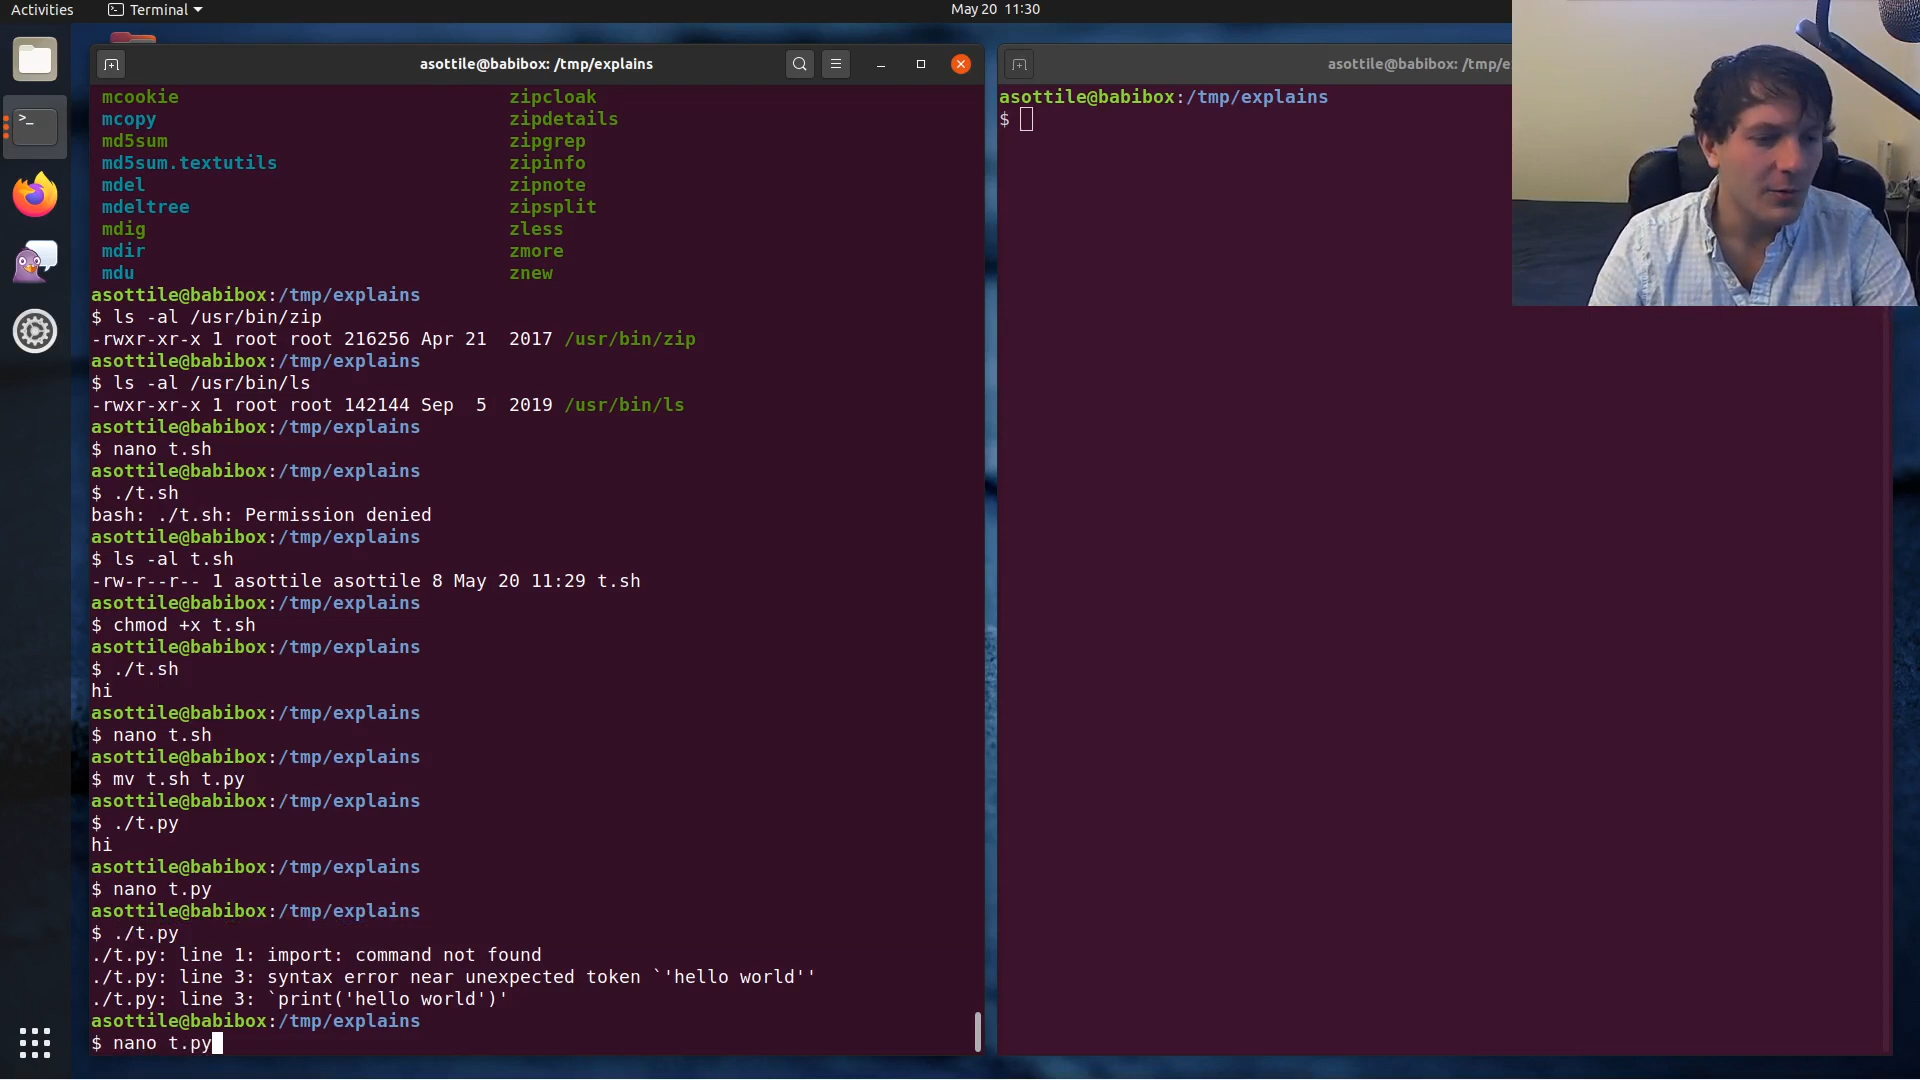 Activities
Terminal
May 20 11:30
asottile@babibox: /tmp/explains
mcookie zipcloak
mcopy zipdetails
md5sum zipgrep
md5sum.textutils zipinfo
mdel zipnote
mdeltree zipsplit
mdig zless
mdir zmore
mdu znew
asottile@babibox:/tmp/explains
$ ls -al /usr/bin/zip
-rwxr-xr-x 1 root root 216256 Apr 21  2017 /usr/bin/zip
asottile@babibox:/tmp/explains
$ ls -al /usr/bin/ls
-rwxr-xr-x 1 root root 142144 Sep  5  2019 /usr/bin/ls
asottile@babibox:/tmp/explains
$ nano t.sh
asottile@babibox:/tmp/explains
$ ./t.sh
bash: ./t.sh: Permission denied
asottile@babibox:/tmp/explains
$ ls -al t.sh
-rw-r--r-- 1 asottile asottile 8 May 20 11:29 t.sh
asottile@babibox:/tmp/explains
$ chmod +x t.sh
asottile@babibox:/tmp/explains
$ ./t.sh
hi
asottile@babibox:/tmp/explains
$ nano t.sh
asottile@babibox:/tmp/explains
$ mv t.sh t.py
asottile@babibox:/tmp/explains
$ ./t.py
hi
asottile@babibox:/tmp/explains
$ nano t.py
asottile@babibox:/tmp/explains
$ ./t.py
./t.py: line 1: import: command not found
./t.py: line 3: syntax error near unexpected token `'hello world''
./t.py: line 3: `print('hello world')'
asottile@babibox:/tmp/explains
$ nano t.py
asottile@babibox: /tmp/e
asottile@babibox:/tmp/explains
$